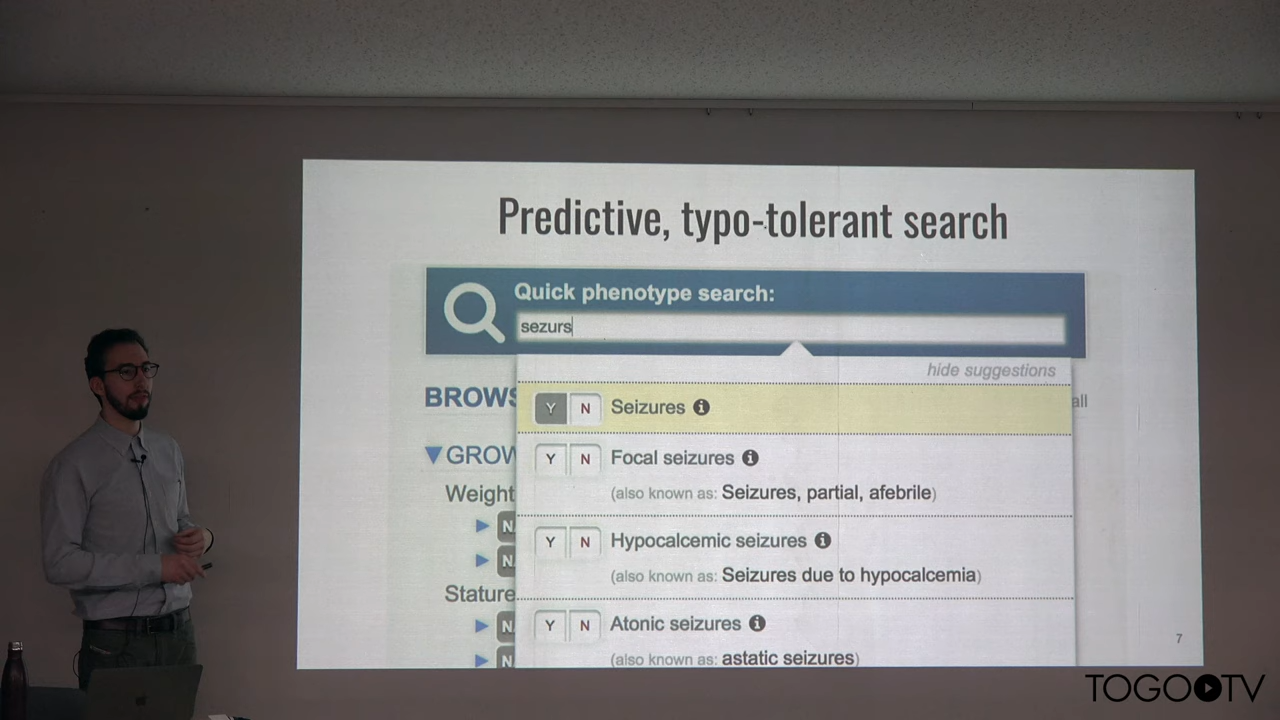 Predictive, typo-tolerant search
Quick phenotype search:
sezurs
hide suggestions
BROWS
all
Y N Seizures
GROW
Y N Focal seizures
Weight
(also known as: Seizures, partial, afebrile)
N
Y N Hypocalcemic seizures
N
(also known as: Seizures due to hypocalcemia)
Stature
Y N Atonic seizures
N
7
N
(also known as: astatic seizures)
TOGO TV